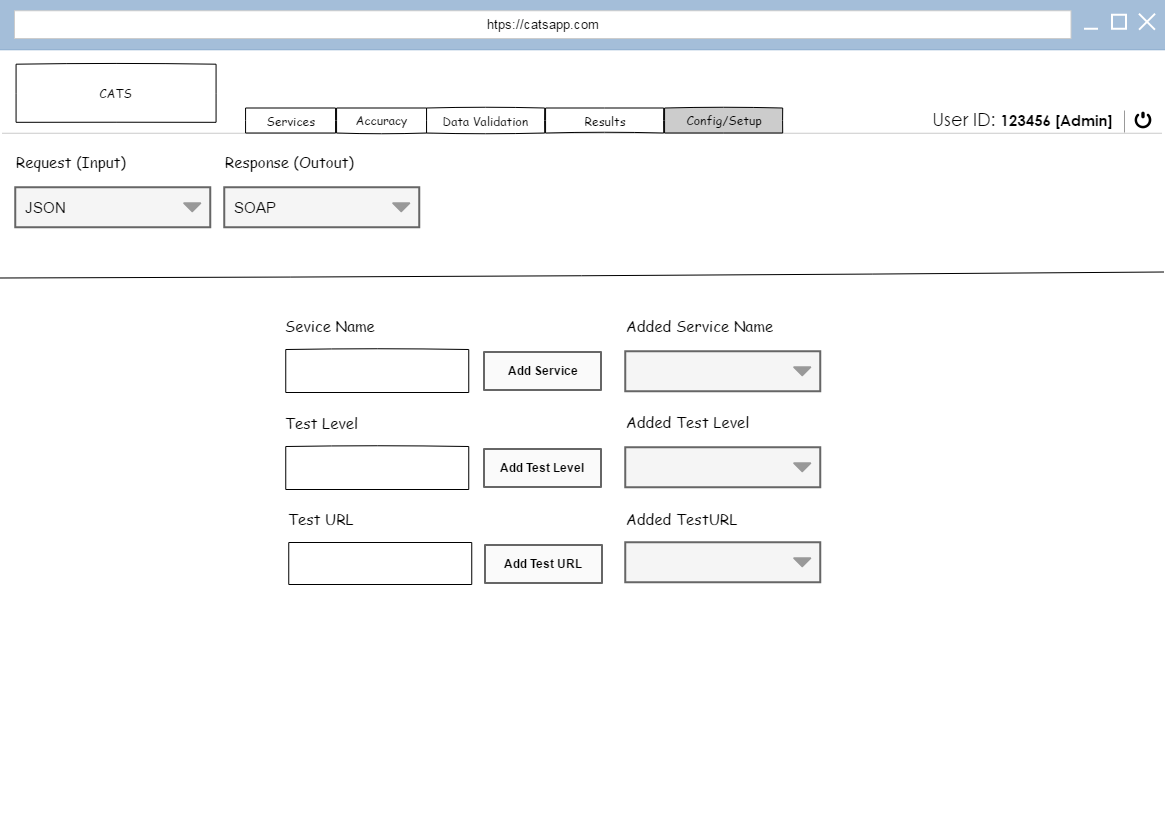 htps://catsapp.com
CATS
Services Accuracy Data Validation Results Config/Setup User ID: 123456 [Admin]
Request (Input) Response (Outout)
JSON SOAP
Sevice Name Added Service Name
Add Service
Test Level Added Test Level
Add Test Level
Test URL Added TestURL
Add Test URL